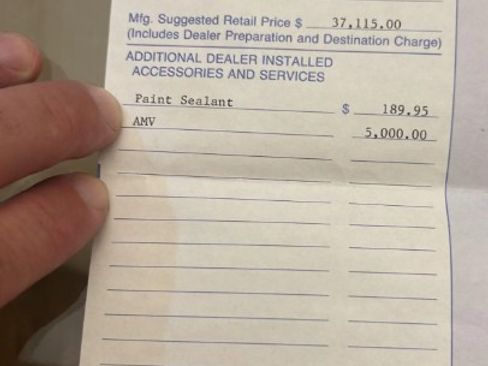 Mfg. Suggested Retail Price $ 37,115.00
(Includes Dealer Preparation and Destination Charge)
ADDITIONAL DEALER INSTALLED
ACCESSORIES AND SERVICES
Paint Sealant $ 189.95
AMV 5,000.00